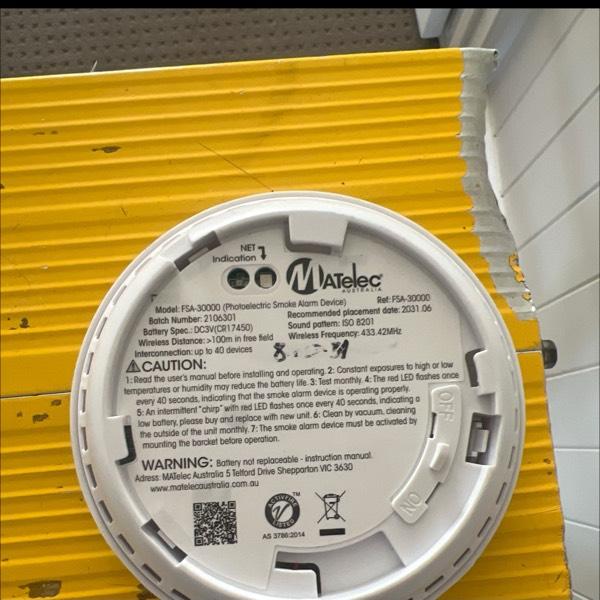 NET
Indication
MATelec®
AUSTRALIA
Model: FSA-30000 (Photoelectric Smoke Alarm Device) Ref: FSA-30000
Batch Number: 2106301 Recommended placement date: 2031.06
Battery Spec.: DC3V(CR17450) Sound pattern: ISO 8201
Wireless Distance: >100m in free field Wireless Frequency: 433.42MHz
Interconnection: up to 40 devices
CAUTION:
1: Read the user's manual before installing and operating. 2: Constant exposures to high or low
temperatures or humidity may reduce the battery life. 3: Test monthly. 4: The red LED flashes once
every 40 seconds, indicating that the smoke alarm device is operating properly.
5: An intermittent "chirp" with red LED flashes once every 40 seconds, indicating a
low battery, please buy and replace with new unit. 6: Clean by vacuum, cleaning
the outside of the unit monthly. 7: The smoke alarm device must be activated by
mounting the barcket before operation.
OFF
ON
WARNING: Battery not replaceable - instruction manual.
Adress: MATelec Australia 5 Telford Drive Shepparton VIC 3630
www.matelecaustralia.com.au
ACTIVFIRE
LISTED
TM
AS 3786:2014